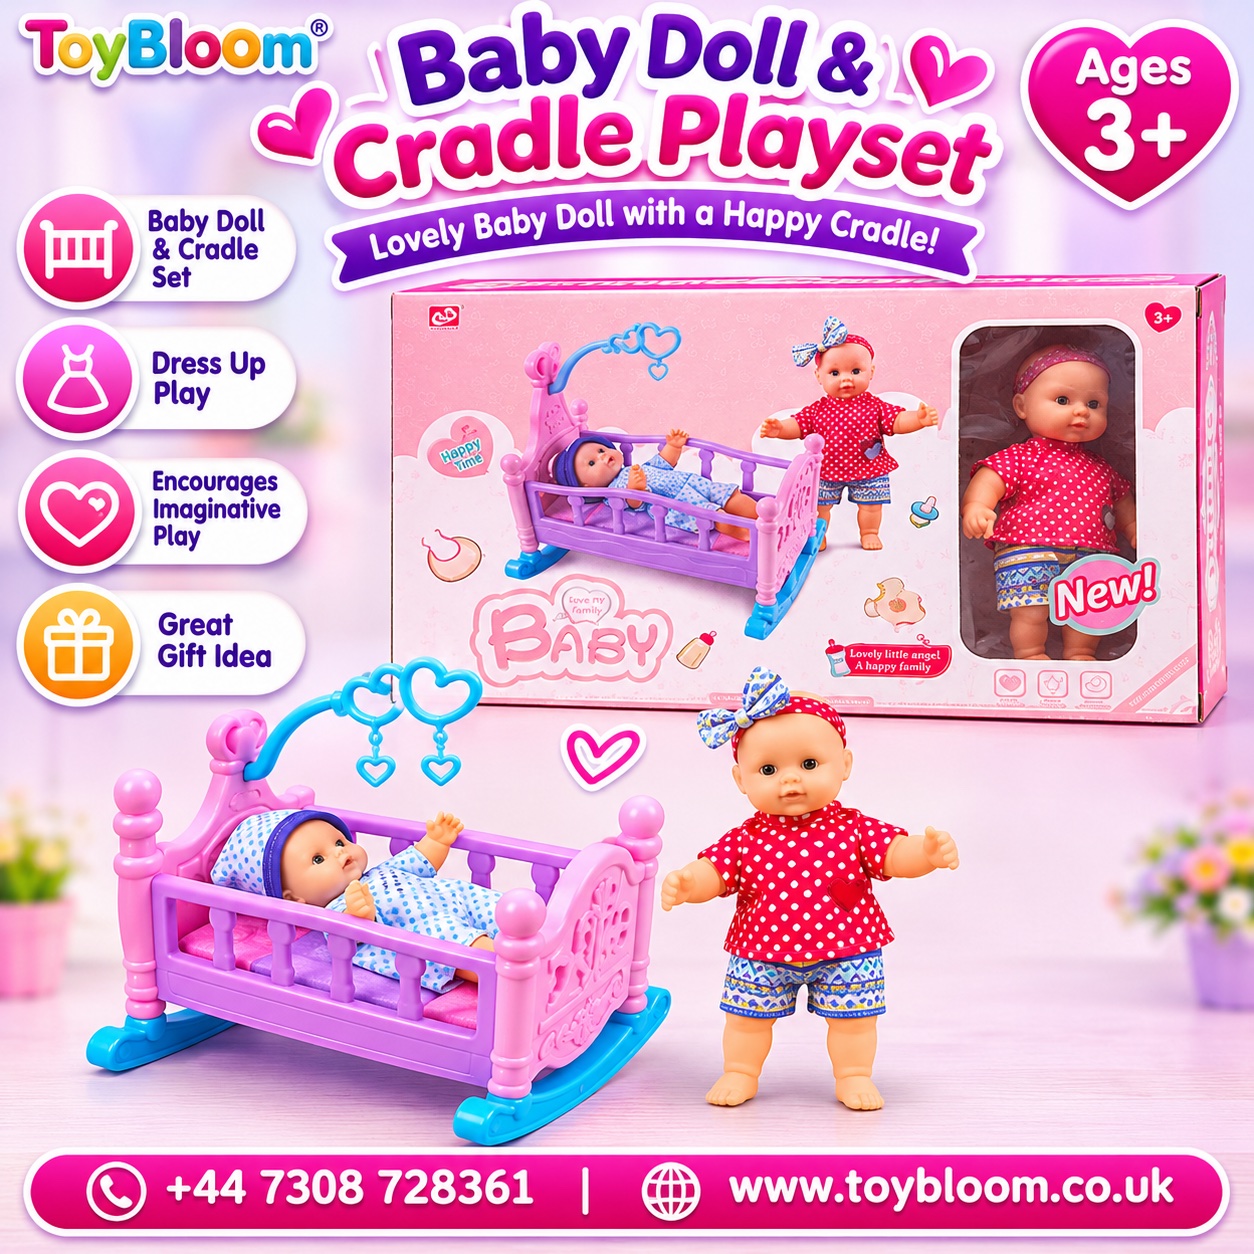 ToyBloom®
Baby Doll &
Cradle Playset
Lovely Baby Doll with a Happy Cradle!
Ages
3+
Baby Doll
& Cradle
Set
Dress Up
Play
Encourages
Imaginative
Play
Great
Gift Idea
3+
Happy
Time
Love my
family
BABY
Lovely little angel
A happy family
New!
+44 7308 728361 | www.toybloom.co.uk